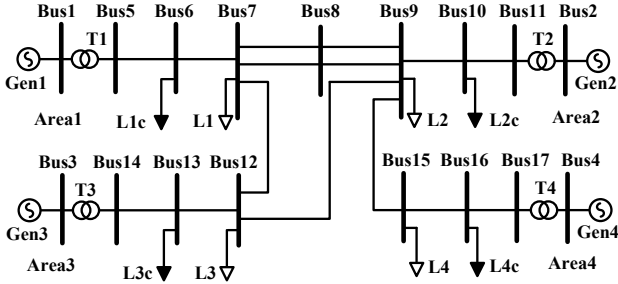 Bus1 Bus5 Bus6 Bus7 Bus8 Bus9 Bus10 Bus11 Bus2
T1 T2
Gen1 Gen2
Area1 L1c L1 L2 L2c Area2
Bus3 Bus14 Bus13 Bus12 Bus15 Bus16 Bus17 Bus4
T3 T4
Gen3 Gen4
Area3 L3c L3 L4 L4c Area4